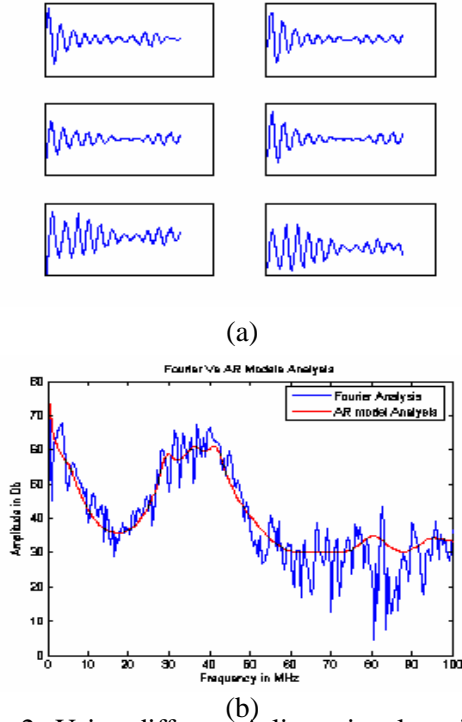 (a)
Fourier Vs AR Modele Analysis
Fourier Analysis
AR model Analysis
Amplitude in Db
80
70
60
50
40
30
20
10
0
0 10 20 30 40 50 60 70 80 90 100
Frequency in MHz
(b)